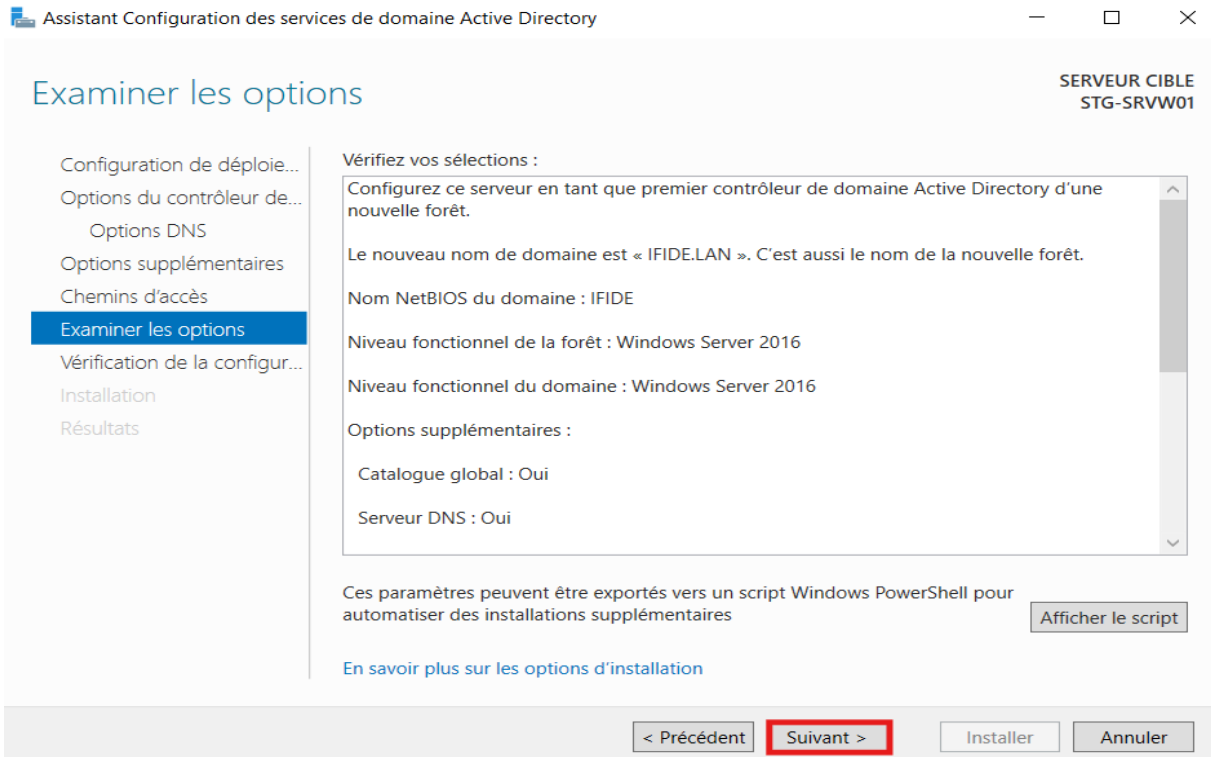 Assistant Configuration des services de domaine Active Directory
Examiner les options
SERVEUR CIBLE
STG-SRVW01
Configuration de déploie...
Options du contrôleur de...
Options DNS
Options supplémentaires
Chemins d’accès
Examiner les options
Vérification de la configur...
Installation
Résultats
Vérifiez vos sélections :
Configurez ce serveur en tant que premier contrôleur de domaine Active Directory d’une
nouvelle forêt.
Le nouveau nom de domaine est « IFIDE.LAN ». C’est aussi le nom de la nouvelle forêt.
Nom NetBIOS du domaine : IFIDE
Niveau fonctionnel de la forêt : Windows Server 2016
Niveau fonctionnel du domaine : Windows Server 2016
Options supplémentaires :
Catalogue global : Oui
Serveur DNS : Oui
Ces paramètres peuvent être exportés vers un script Windows PowerShell pour
automatiser des installations supplémentaires
Afficher le script
En savoir plus sur les options d’installation
< Précédent
Suivant >
Installer
Annuler